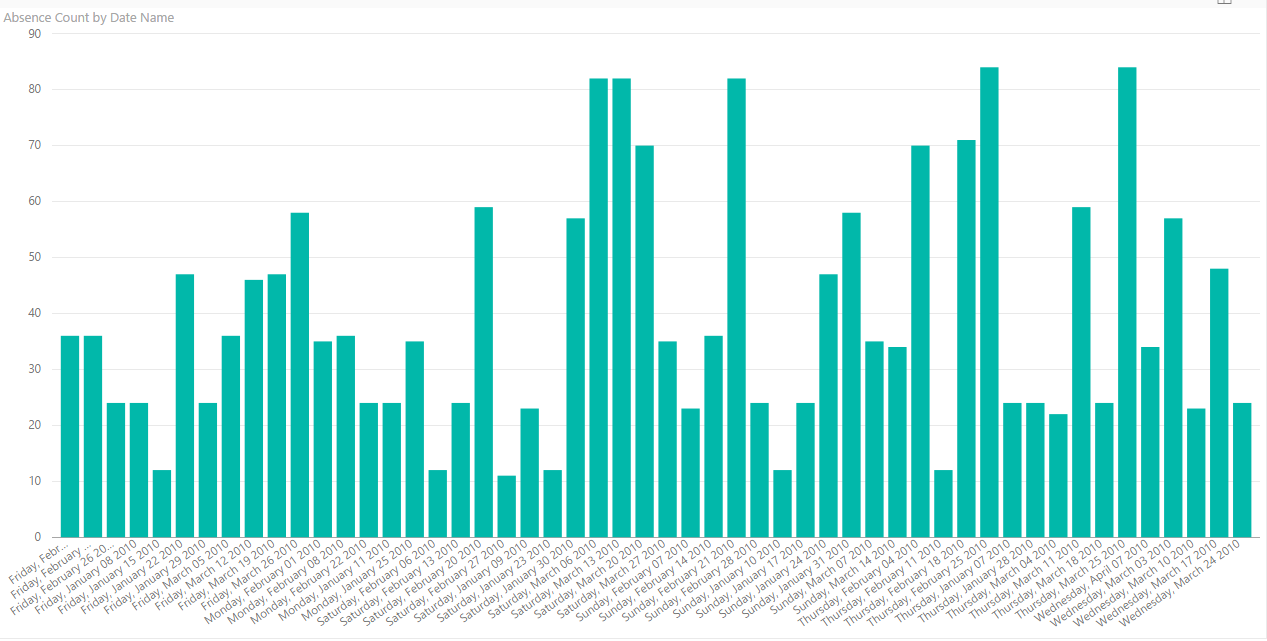 Absence Count by Date Name
90
80
70
60
50
40
30
20
10
0
Friday, Febr...
Friday, February ...
Friday, February 26 20...
Friday, January 08 2010
Friday, January 15 2010
Friday, January 22 2010
Friday, January 29 2010
Friday, March 05 2010
Friday, March 12 2010
Friday, March 19 2010
Friday, March 26 2010
Monday, February 01 2010
Monday, February 08 2010
Monday, February 22 2010
Monday, January 11 2010
Monday, January 25 2010
Saturday, February 06 2010
Saturday, February 13 2010
Saturday, February 20 2010
Saturday, February 27 2010
Saturday, January 09 2010
Saturday, January 23 2010
Saturday, January 30 2010
Saturday, March 06 2010
Saturday, March 13 2010
Saturday, March 20 2010
Saturday, March 27 2010
Sunday, February 07 2010
Sunday, February 14 2010
Sunday, February 21 2010
Sunday, February 28 2010
Sunday, January 10 2010
Sunday, January 17 2010
Sunday, January 24 2010
Sunday, January 31 2010
Sunday, March 07 2010
Sunday, March 14 2010
Thursday, February 04 2010
Thursday, February 11 2010
Thursday, February 18 2010
Thursday, February 25 2010
Thursday, January 07 2010
Thursday, January 28 2010
Thursday, March 04 2010
Thursday, March 11 2010
Thursday, March 18 2010
Thursday, March 25 2010
Wednesday, April 07 2010
Wednesday, March 03 2010
Wednesday, March 10 2010
Wednesday, March 17 2010
Wednesday, March 24 2010